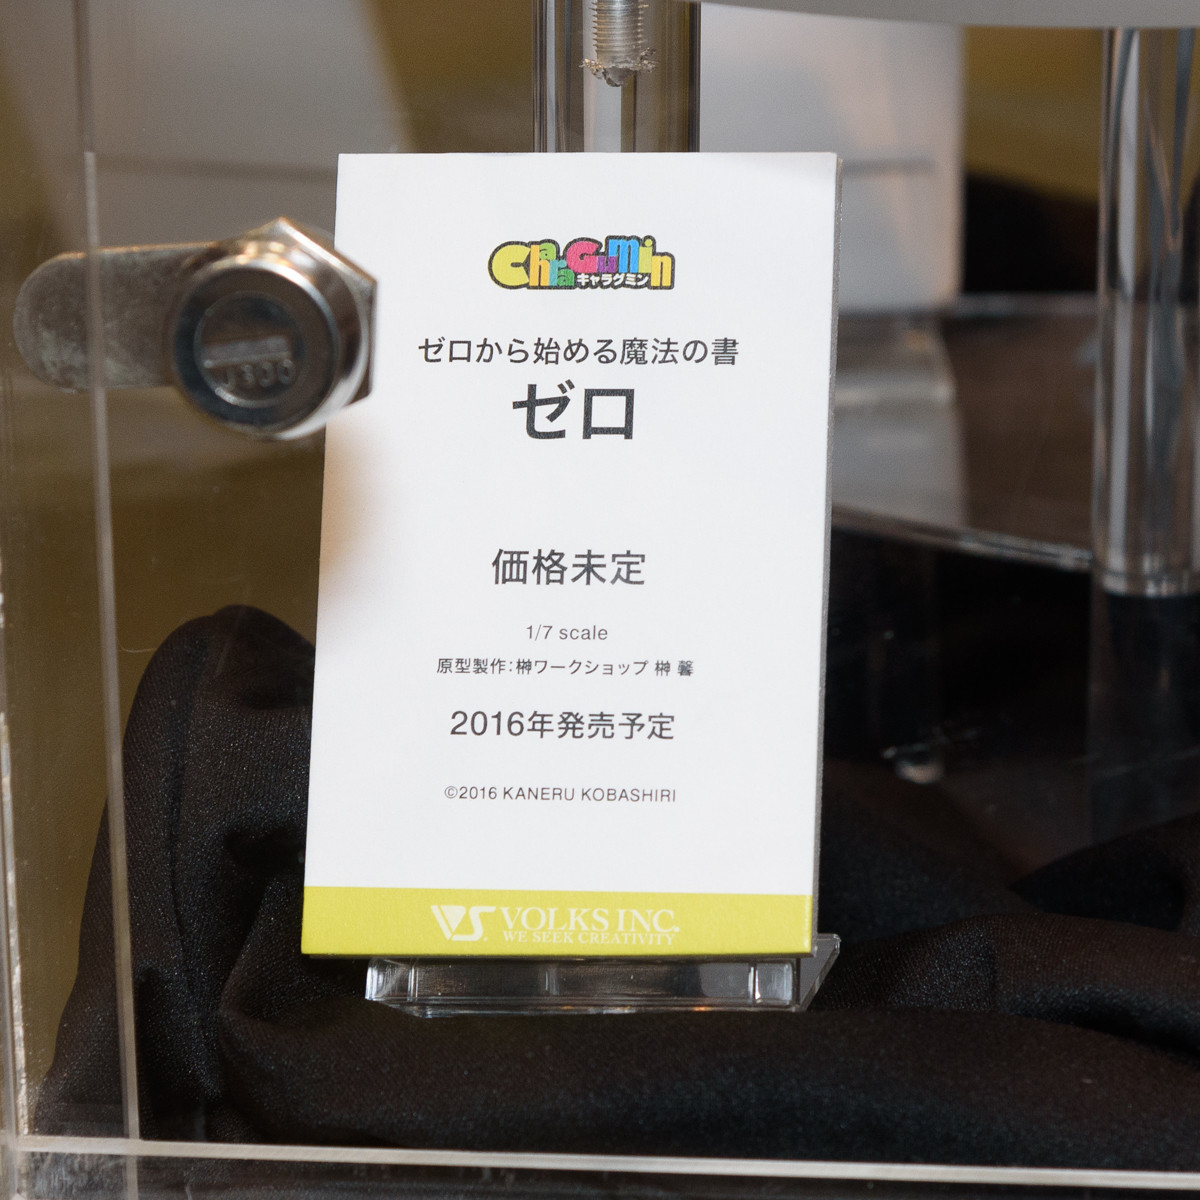 CharaGumin
キャラグミン
ゼロから始める魔法の書
ゼロ
価格未定
1/7 scale
原型製作：榊ワークショップ 榊 馨
2016年発売予定
©2016 KANERU KOBASHIRI
VS VOLKS INC.
WE SEEK CREATIVITY